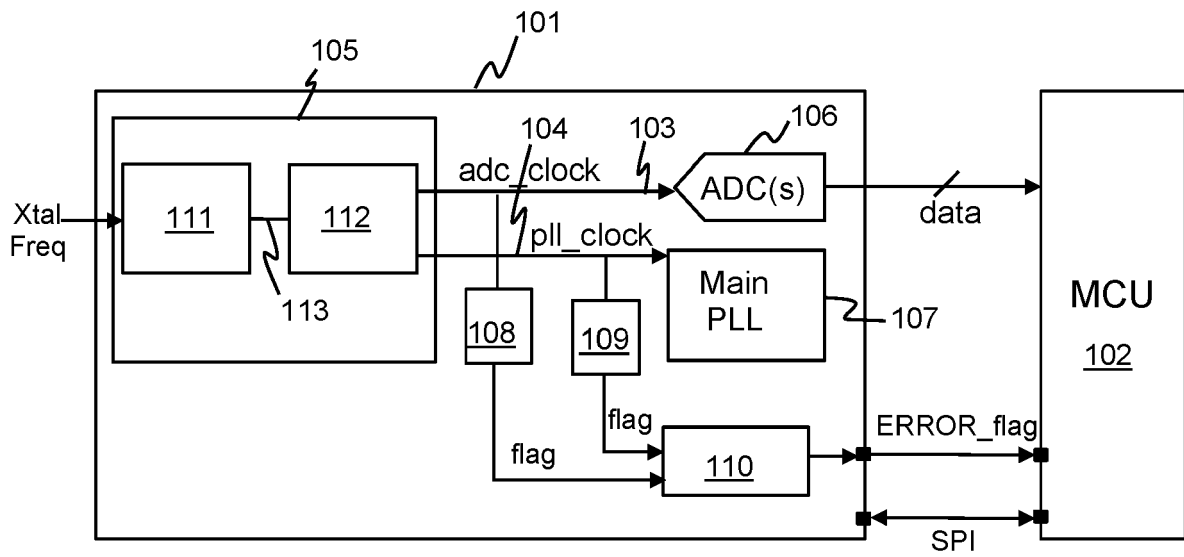 101
105
104
103
106
adc_clock
ADC(s)
Xtal
Freq
111
112
data
pll_clock
113
Main
PLL
107
MCU
102
108
109
flag
flag
110
ERROR_flag
SPI